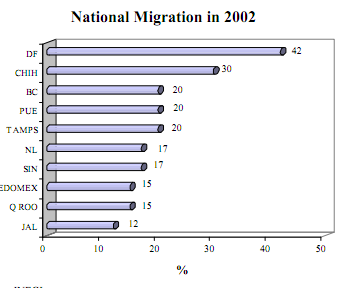 National Migration in 2002
DF 42
CHIH 30
BC 20
PUE 20
TAMPS 20
NL 17
SIN 17
EDOMEX 15
Q ROO 15
JAL 12
0 10 20 30 40 50
%